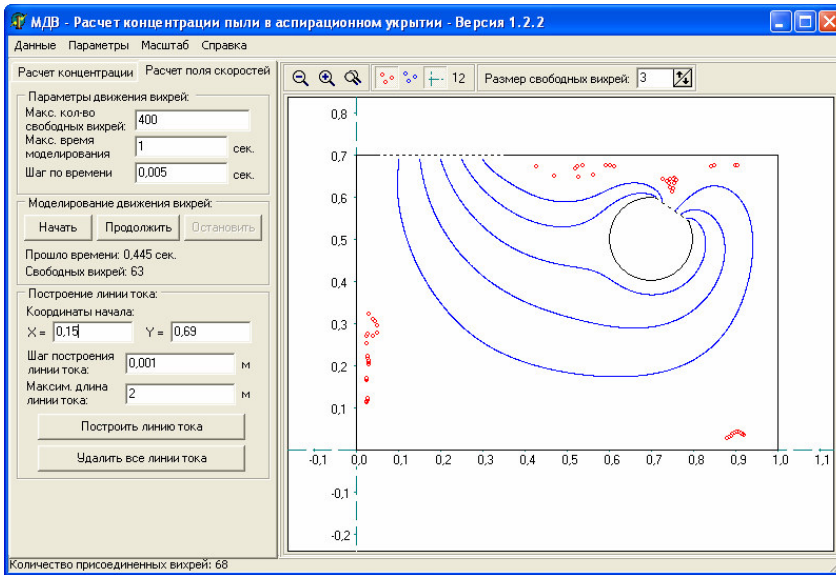 МДВ - Расчет концентрации пыли в аспирационном укрытии - Версия 1.2.2
Данные Параметры Масштаб Справка
Расчет концентрации Расчет поля скоростей
12 Размер свободных вихрей: 3
Параметры движения вихрей:
Макс. кол-во
свободных вихрей: 400
Макс. время
моделирования 1 сек.
Шаг по времени 0,005 сек.
Моделирование движения вихрей:
Начать Продолжить Остановить
Прошло времени: 0,445 сек.
Свободных вихрей: 63
Построение линии тока:
Координаты начала:
X = 0,15 Y = 0,69
Шаг построения
линии тока: 0,001 м
Максим. длина
линии тока: 2 м
Построить линию тока
Удалить все линии тока
0,8
0,7
0,6
0,5
0,4
0,3
0,2
0,1
-0,1 0,0 0,1 0,2 0,3 0,4 0,5 0,6 0,7 0,8 0,9 1,0 1,1
-0,1
-0,2
Количество присоединенных вихрей: 68